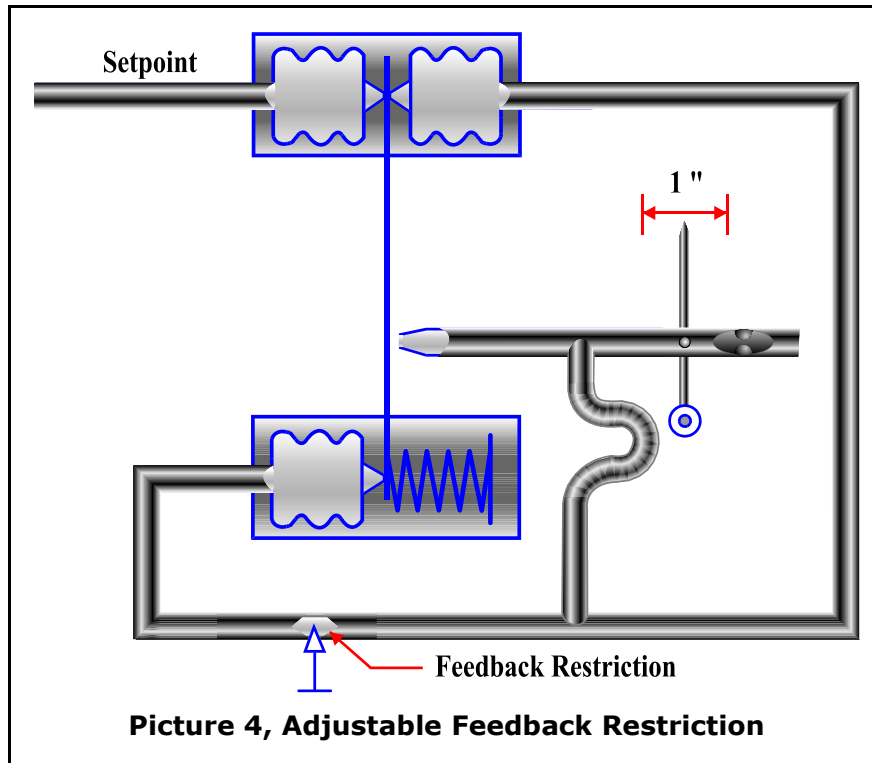 Setpoint
1 "
Feedback Restriction
Picture 4, Adjustable Feedback Restriction